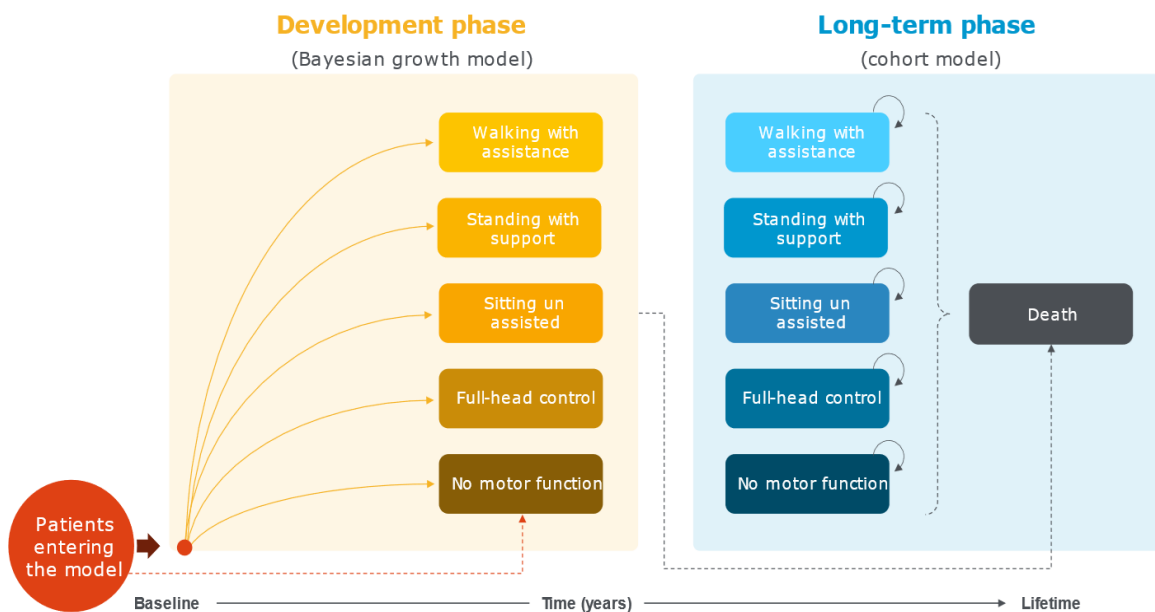 Development phase
(Bayesian growth model)
Walking with
assistance
Standing with
support
Sitting un
assisted
Full-head control
No motor function
Patients
entering
the model
Long-term phase
(cohort model)
Walking with
assistance
Standing with
support
Sitting un
assisted
Full-head control
No motor function
Death
Baseline
Time (years)
Lifetime